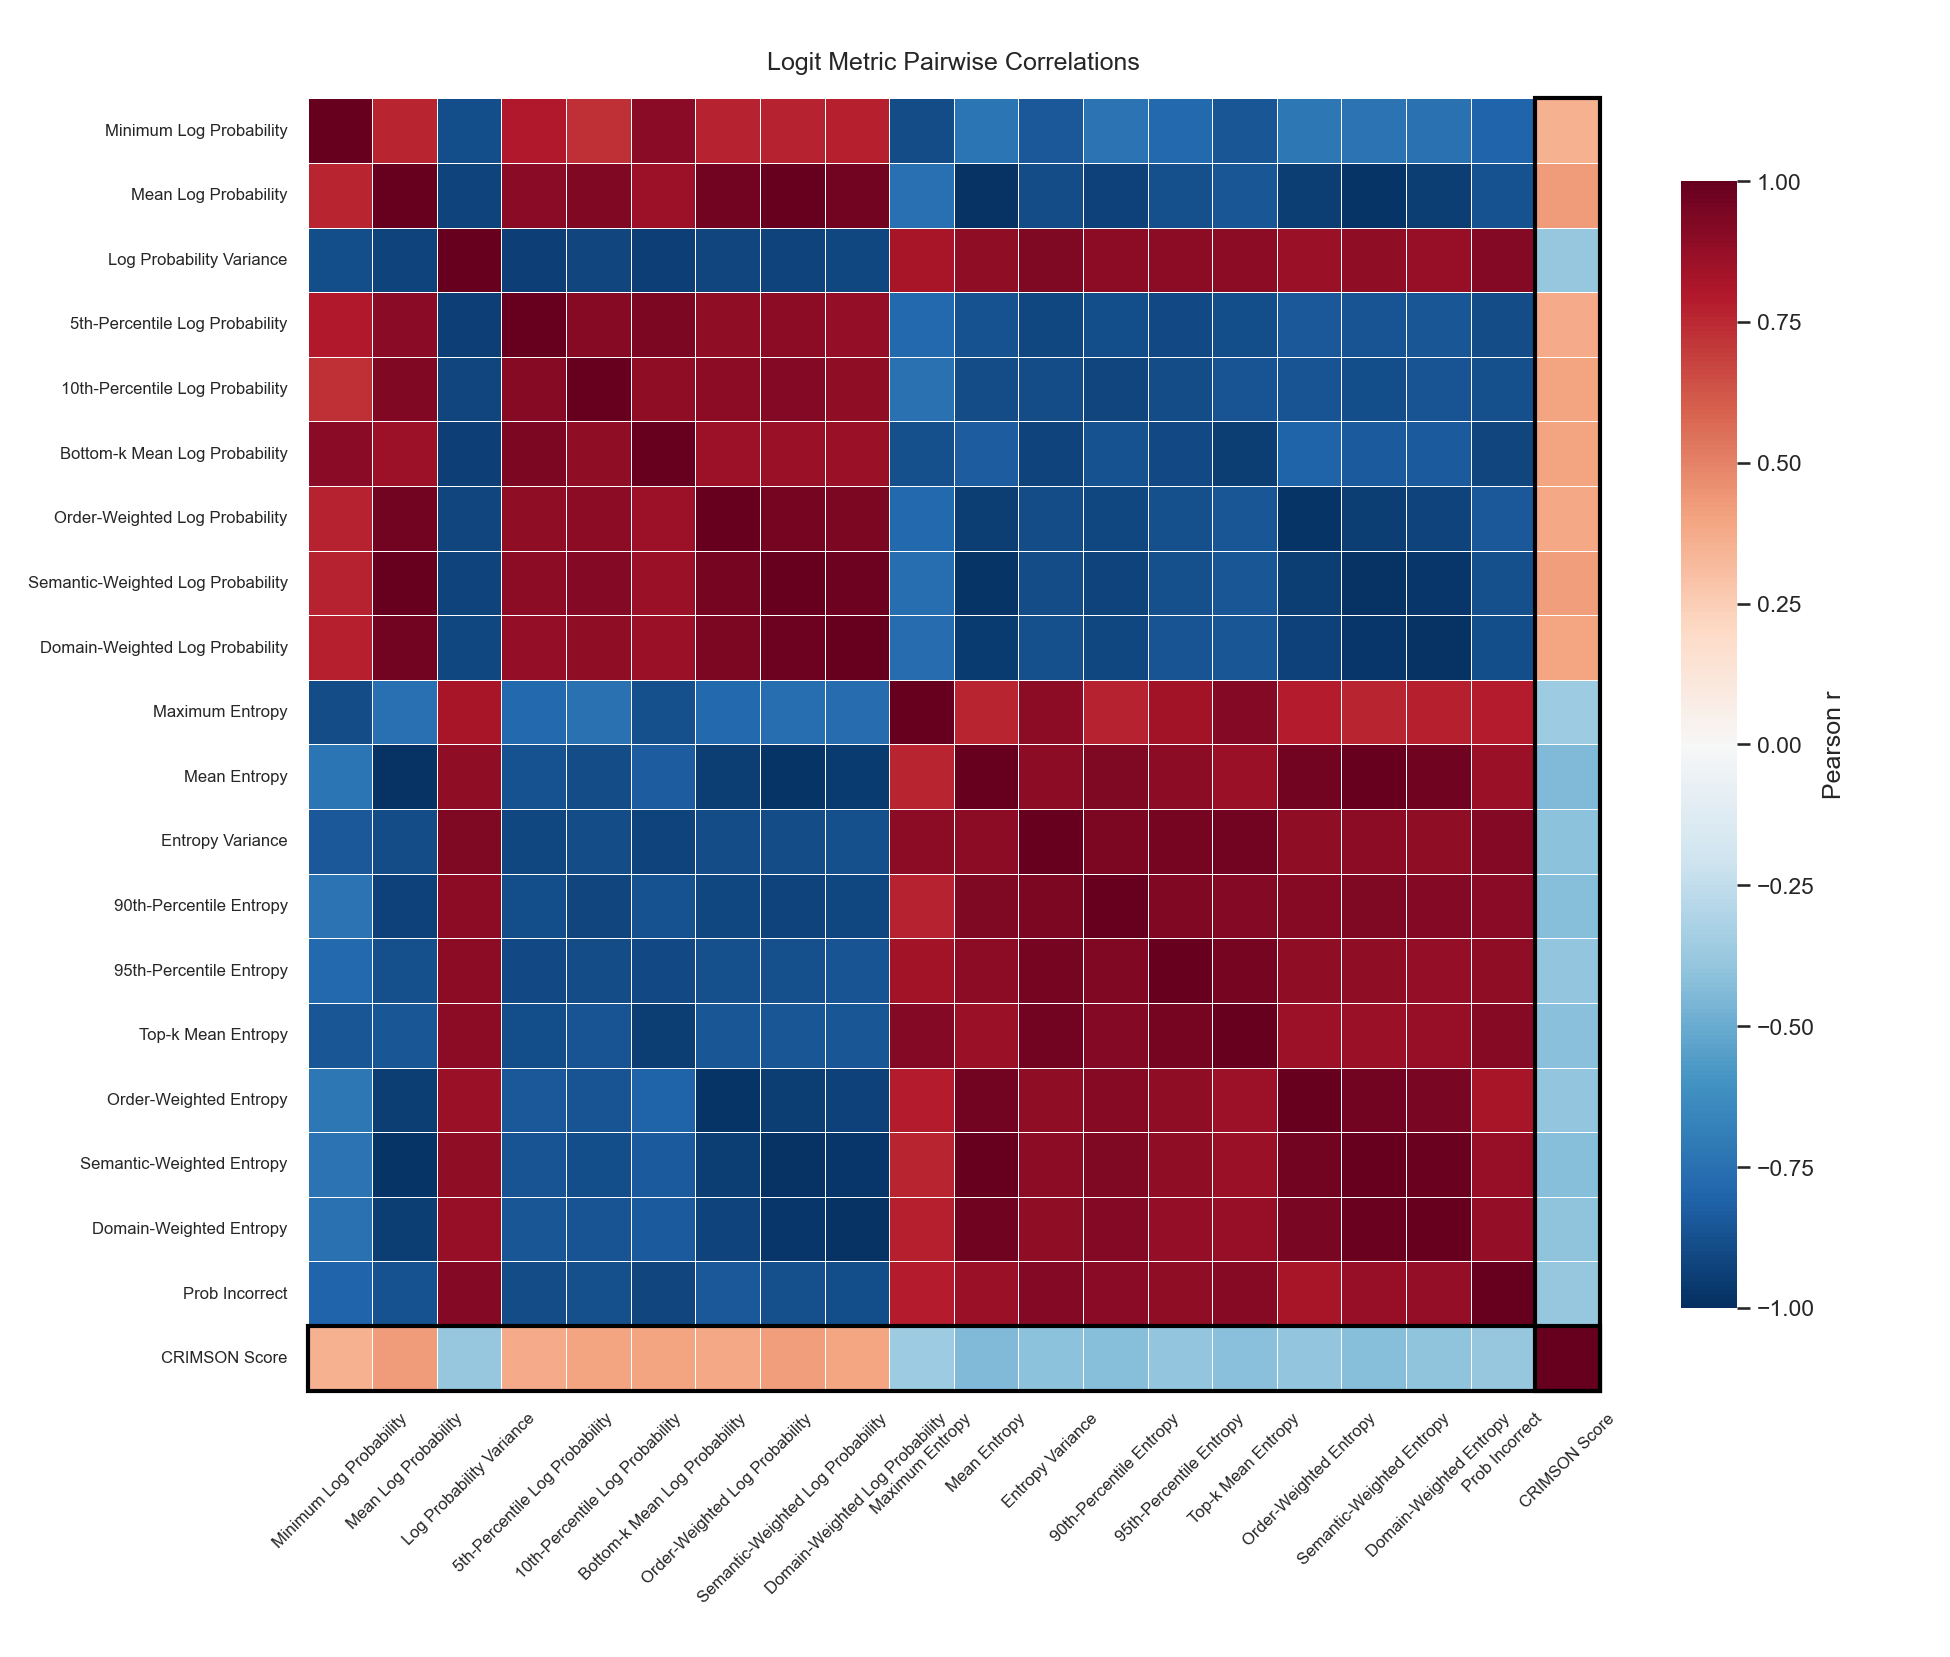 Logit Metric Pairwise Correlations
Minimum Log Probability
Mean Log Probability
Log Probability Variance
5th-Percentile Log Probability
10th-Percentile Log Probability
Bottom-k Mean Log Probability
Order-Weighted Log Probability
Semantic-Weighted Log Probability
Domain-Weighted Log Probability
Maximum Entropy
Mean Entropy
Entropy Variance
90th-Percentile Entropy
95th-Percentile Entropy
Top-k Mean Entropy
Order-Weighted Entropy
Semantic-Weighted Entropy
Domain-Weighted Entropy
Prob Incorrect
CRIMSON Score
Minimum Log Probability
Mean Log Probability
Log Probability Variance
5th-Percentile Log Probability
10th-Percentile Log Probability
Bottom-k Mean Log Probability
Order-Weighted Log Probability
Semantic-Weighted Log Probability
Domain-Weighted Log Probability
Maximum Entropy
Mean Entropy
Entropy Variance
90th-Percentile Entropy
95th-Percentile Entropy
Top-k Mean Entropy
Order-Weighted Entropy
Semantic-Weighted Entropy
Domain-Weighted Entropy
Prob Incorrect
CRIMSON Score
1.00
0.75
0.50
0.25
0.00
−0.25
−0.50
−0.75
−1.00
Pearson r